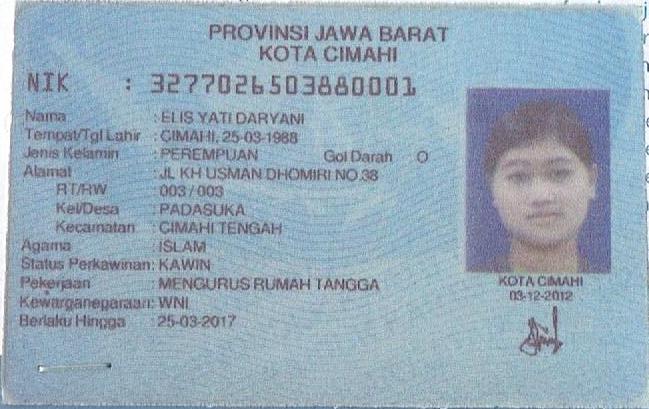 PROVINSI JAWA BARAT
KOTA CIMAHI
NIK : 3277026503880001
Nama : ELIS YATI DARYANI
Tempat/Tgl Lahir : CIMAHI, 25-03-1988
Jenis Kelamin : PEREMPUAN Gol Darah O
Alamat : JL KH USMAN DHOMIRI NO.38
RT/RW : 003 / 003
Kel/Desa : PADASUKA
Kecamatan : CIMAHI TENGAH
Agama : ISLAM
Status Perkawinan: KAWIN
Pekerjaan : MENGURUS RUMAH TANGGA
Kewarganegaraan: WNI
Berlaku Hingga : 25-03-2017
KOTA CIMAHI
03-12-2012